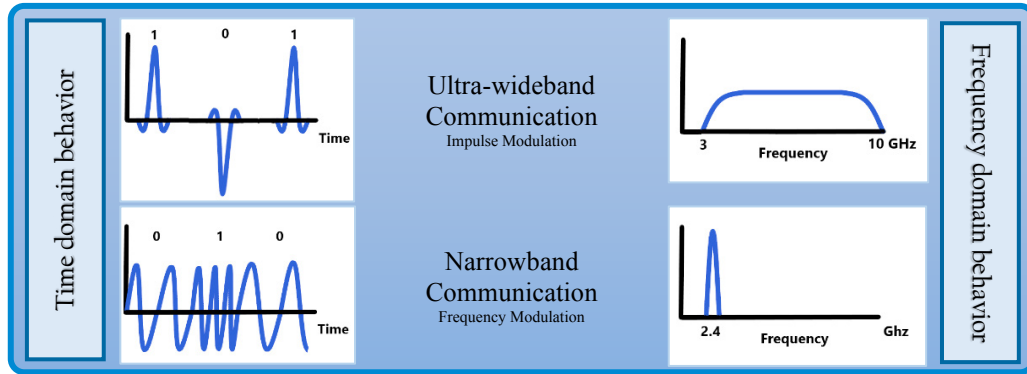 Time domain behavior
1 0 1
Time
Ultra-wideband
Communication
Impulse Modulation
3 10 GHz
Frequency
Frequency domain behavior
0 1 0
Time
Narrowband
Communication
Frequency Modulation
2.4 Ghz
Frequency